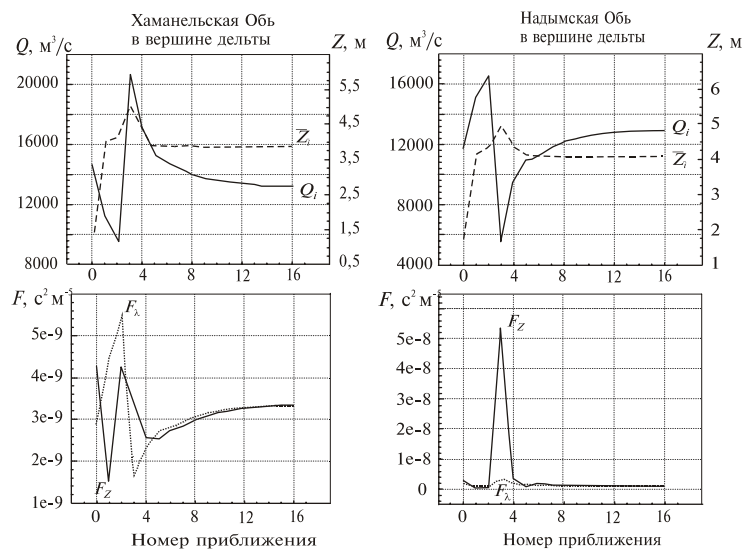 Хаманельская Обь
в вершине дельты
Q, м³/с
Z, м
20000
16000
12000
8000
5,5
4,5
3,5
2,5
1,5
0,5
Z̅i
Qi
0 4 8 12 16
Надымская Обь
в вершине дельты
Q, м³/с
Z, м
16000
12000
8000
4000
6
5
4
3
2
1
Qi
Z̅i
0 4 8 12 16
F, с² м⁻⁵
5e-9
4e-9
3e-9
2e-9
1e-9
Fλ
FZ
0 4 8 12 16
Номер приближения
F, с² м⁻⁵
5e-8
4e-8
3e-8
2e-8
1e-8
0
FZ
Fλ
0 4 8 12 16
Номер приближения